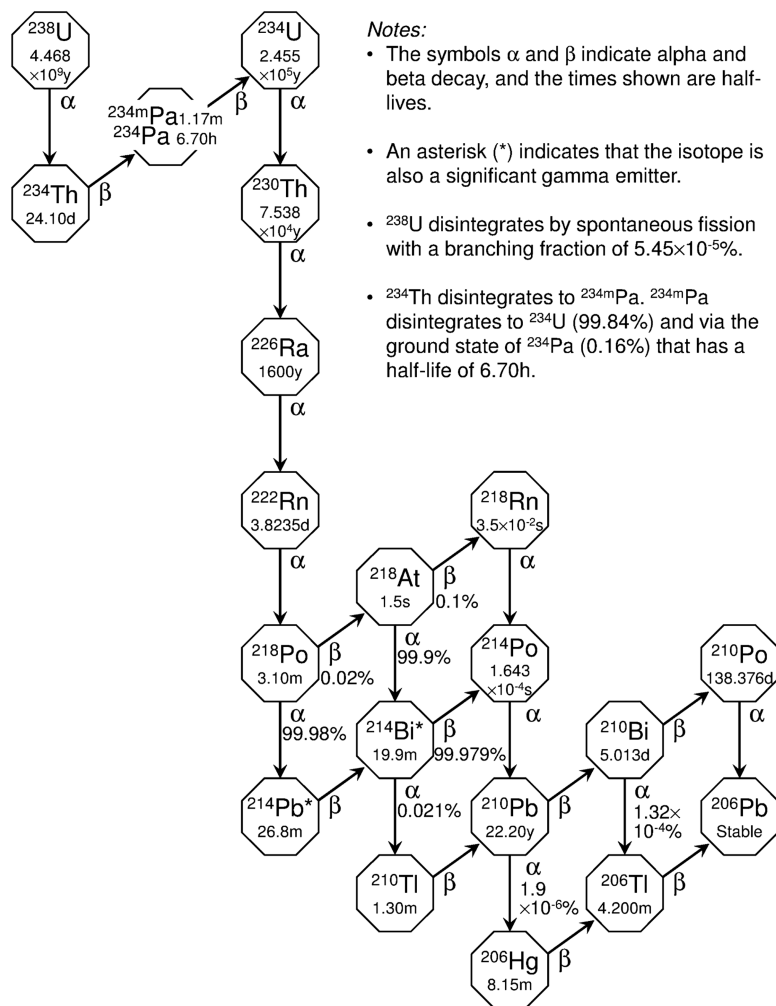 ²³⁸U
4.468
×10⁹y
α
²³⁴Th
24.10d
β
²³⁴ᵐPa 1.17m
²³⁴Pa 6.70h
β
²³⁴U
2.455
×10⁵y
α
²³⁰Th
7.538
×10⁴y
α
²²⁶Ra
1600y
α
²²²Rn
3.8235d
α
²¹⁸Po
3.10m
β
0.02%
α
99.98%
²¹⁴Pb*
26.8m
β
²¹⁸At
1.5s
β
0.1%
α
99.9%
²¹⁴Bi*
19.9m
β
99.979%
α
0.021%
²¹⁰Tl
1.30m
β
²¹⁸Rn
3.5×10⁻²s
α
²¹⁴Po
1.643
×10⁻⁴s
α
²¹⁰Pb
22.20y
β
α
1.9
×10⁻⁶%
²⁰⁶Hg
8.15m
β
²¹⁰Bi
5.013d
β
α
1.32×
10⁻⁴%
²⁰⁶Tl
4.200m
β
²¹⁰Po
138.376d
α
²⁰⁶Pb
Stable
Notes:
• The symbols α and β indicate alpha and
beta decay, and the times shown are half-
lives.
• An asterisk (*) indicates that the isotope is
also a significant gamma emitter.
• ²³⁸U disintegrates by spontaneous fission
with a branching fraction of 5.45×10⁻⁵%.
• ²³⁴Th disintegrates to ²³⁴ᵐPa. ²³⁴ᵐPa
disintegrates to ²³⁴U (99.84%) and via the
ground state of ²³⁴Pa (0.16%) that has a
half-life of 6.70h.